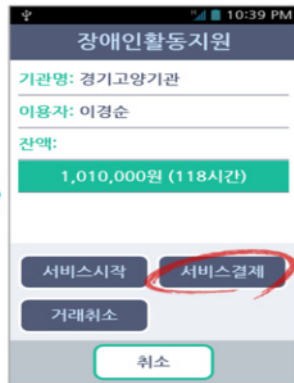 10:39 PM
장애인활동지원
기관명: 경기고양기관
이용자: 이경순
잔액:
1,010,000원 (118시간)
서비스시작 서비스결제
거래취소
취소